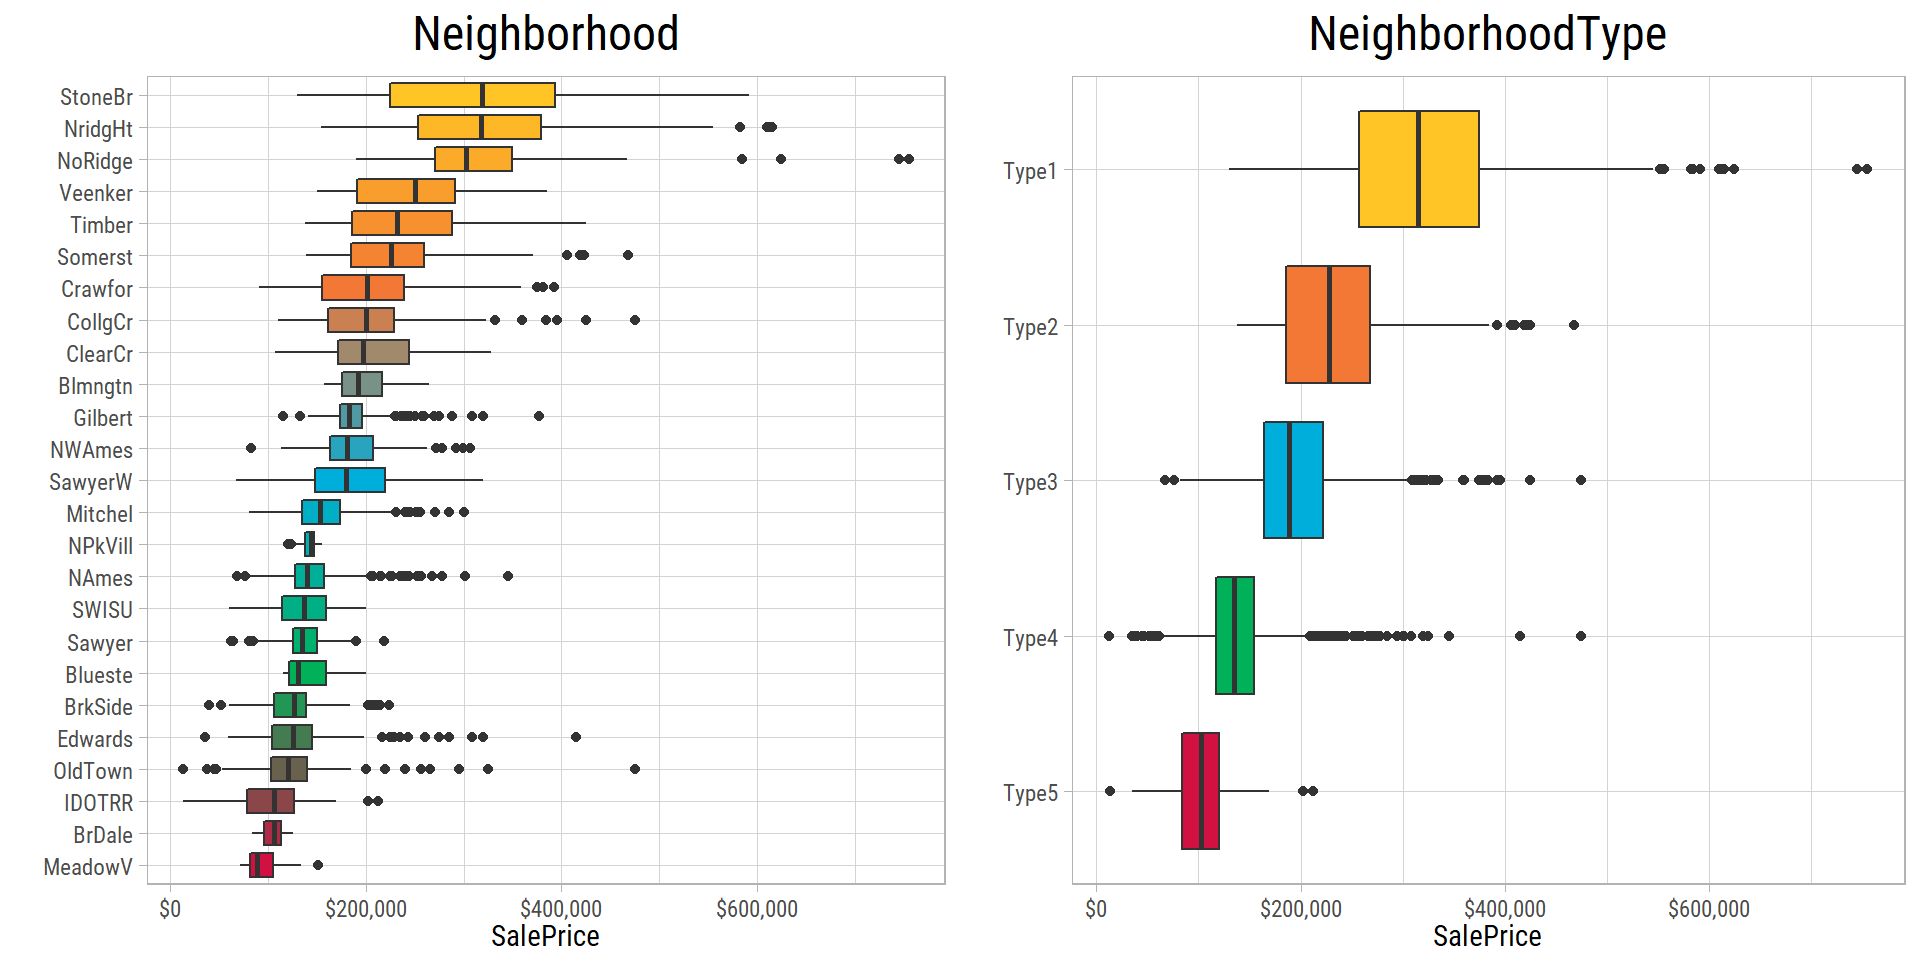 Neighborhood
StoneBr
NridgHt
NoRidge
Veenker
Timber
Somerst
Crawfor
CollgCr
ClearCr
Blmngtn
Gilbert
NWAmes
SawyerW
Mitchel
NPkVill
NAmes
SWISU
Sawyer
Blueste
BrkSide
Edwards
OldTown
IDOTRR
BrDale
MeadowV
$0 $200,000 $400,000 $600,000
SalePrice
NeighborhoodType
Type1
Type2
Type3
Type4
Type5
$0 $200,000 $400,000 $600,000
SalePrice